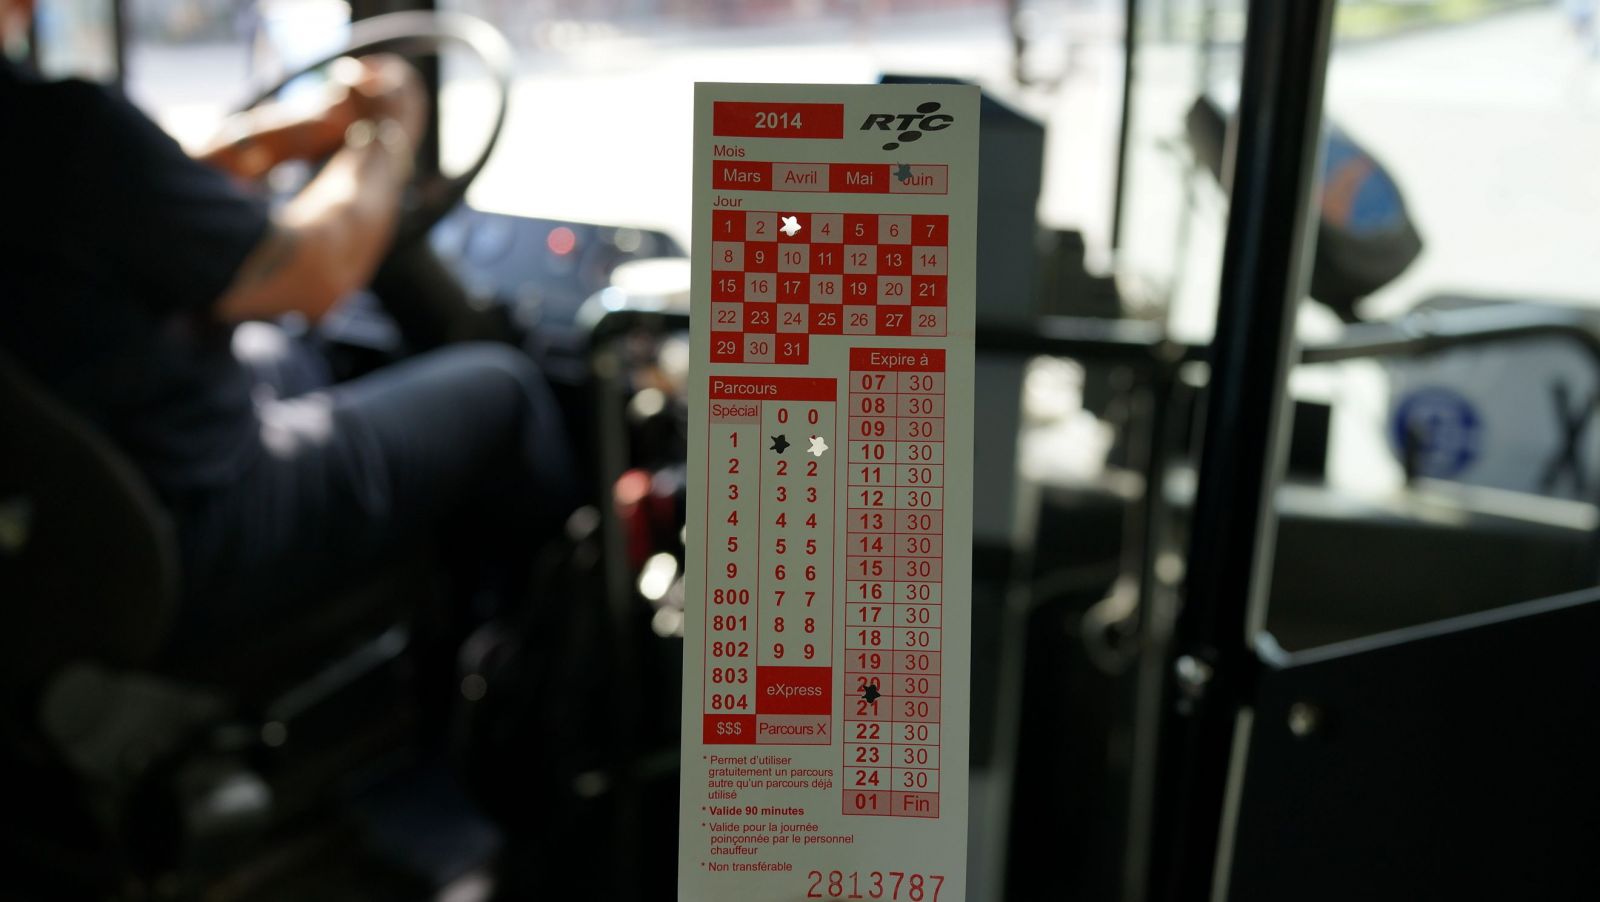 2014 RTC
Mois
Mars Avril Mai Juin
Jour
1 2 4 5 6 7
8 9 10 11 12 13 14
15 16 17 18 19 20 21
22 23 24 25 26 27 28
29 30 31
Parcours
Spécial 0 0
1
2 2 2
3 3 3
4 4 4
5 5 5
9 6 6
800 7 7
801 8 8
802 9 9
803
804
eXpress
$$$ Parcours X
Expire à
07 30
08 30
09 30
10 30
11 30
12 30
13 30
14 30
15 30
16 30
17 30
18 30
19 30
20 30
21 30
22 30
23 30
24 30
01 Fin
* Permet d'utiliser
gratuitement un parcours
autre qu'un parcours déjà
utilisé
* Valide 90 minutes
* Valide pour la journée
poinçonnée par le personnel
chauffeur
* Non transférable
2813787